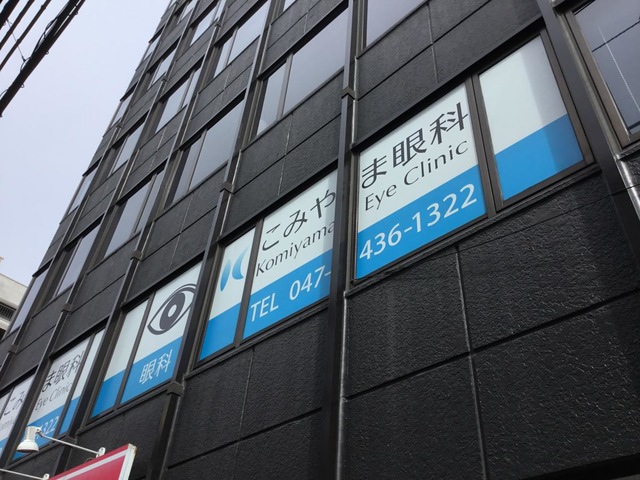 こみやま眼科
Komiyama Eye Clinic
TEL 047-436-1322
眼科
ま眼科
Eye Clinic
1322